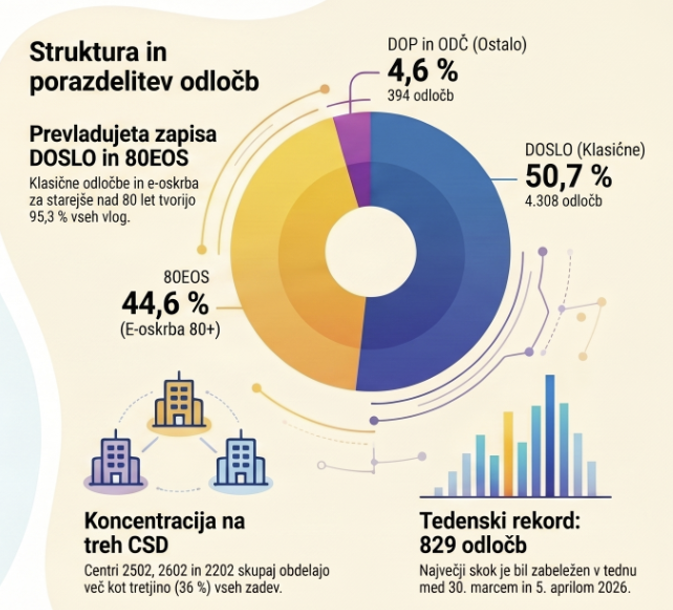 Struktura in
porazdelitev odločb
Prevladujeta zapisa
DOSLO in 80EOS
Klasične odločbe in e-oskrba
za starejše nad 80 let tvorijo
95,3 % vseh vlog.
DOP in ODČ (Ostalo)
4,6 %
394 odločb
DOSLO (Klasićne)
50,7 %
4.308 odločb
80EOS
44,6 %
(E-oskrba 80+)
Koncentracija na
treh CSD
Centri 2502, 2602 in 2202 skupaj obdelajo
več kot tretjino (36 %) vseh zadev.
Tedenski rekord:
829 odločb
Največji skok je bil zabeležen v tednu
med 30. marcem in 5. aprilom 2026.